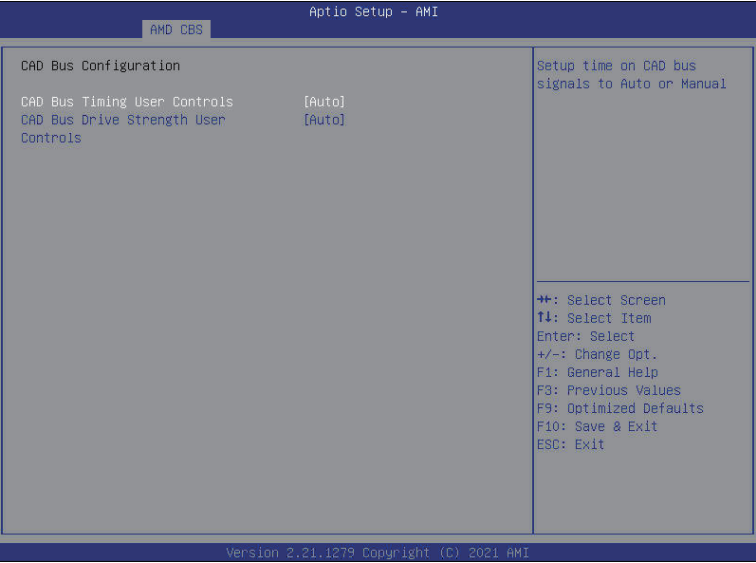 Aptio Setup – AMI
AMD CBS
CAD Bus Configuration
CAD Bus Timing User Controls [Auto]
CAD Bus Drive Strength User [Auto]
Controls
Setup time on CAD bus
signals to Auto or Manual
→←: Select Screen
↑↓: Select Item
Enter: Select
+/-: Change Opt.
F1: General Help
F3: Previous Values
F9: Optimized Defaults
F10: Save & Exit
ESC: Exit
Version 2.21.1279 Copyright (C) 2021 AMI